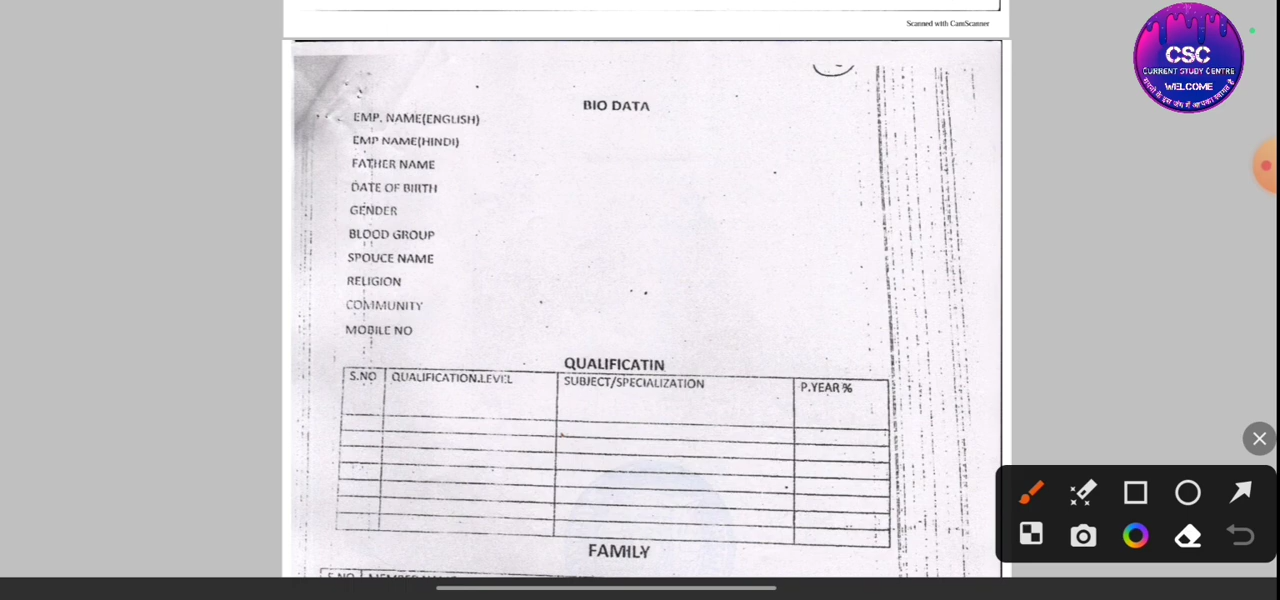 Scanned with CamScanner
CSC
CURRENT STUDY CENTRE
WELCOME
BIO DATA
EMP. NAME(ENGLISH)
EMP NAME(HINDI)
FATHER NAME
DATE OF BIRTH
GENDER
BLOOD GROUP
SPOUCE NAME
RELIGION
COMMUNITY
MOBILE NO
QUALIFICATIN
S.NO QUALIFICATION.LEVEL SUBJECT/SPECIALIZATION P.YEAR %
FAMILY